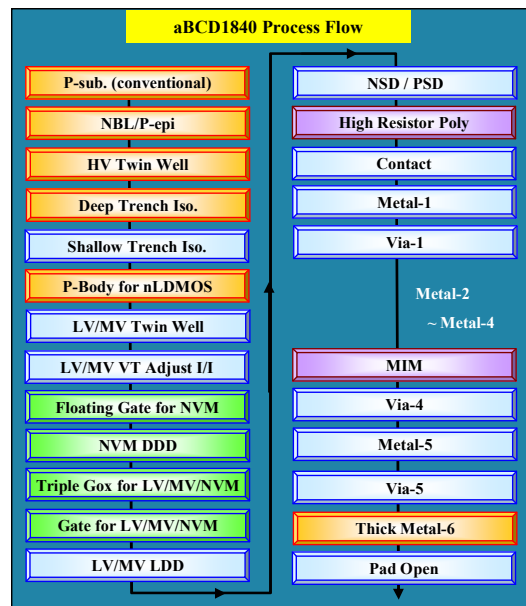 aBCD1840 Process Flow
P-sub. (conventional)
NBL/P-epi
HV Twin Well
Deep Trench Iso.
Shallow Trench Iso.
P-Body for nLDMOS
LV/MV Twin Well
LV/MV VT Adjust I/I
Floating Gate for NVM
NVM DDD
Triple Gox for LV/MV/NVM
Gate for LV/MV/NVM
LV/MV LDD
NSD / PSD
High Resistor Poly
Contact
Metal-1
Via-1
Metal-2
~ Metal-4
MIM
Via-4
Metal-5
Via-5
Thick Metal-6
Pad Open